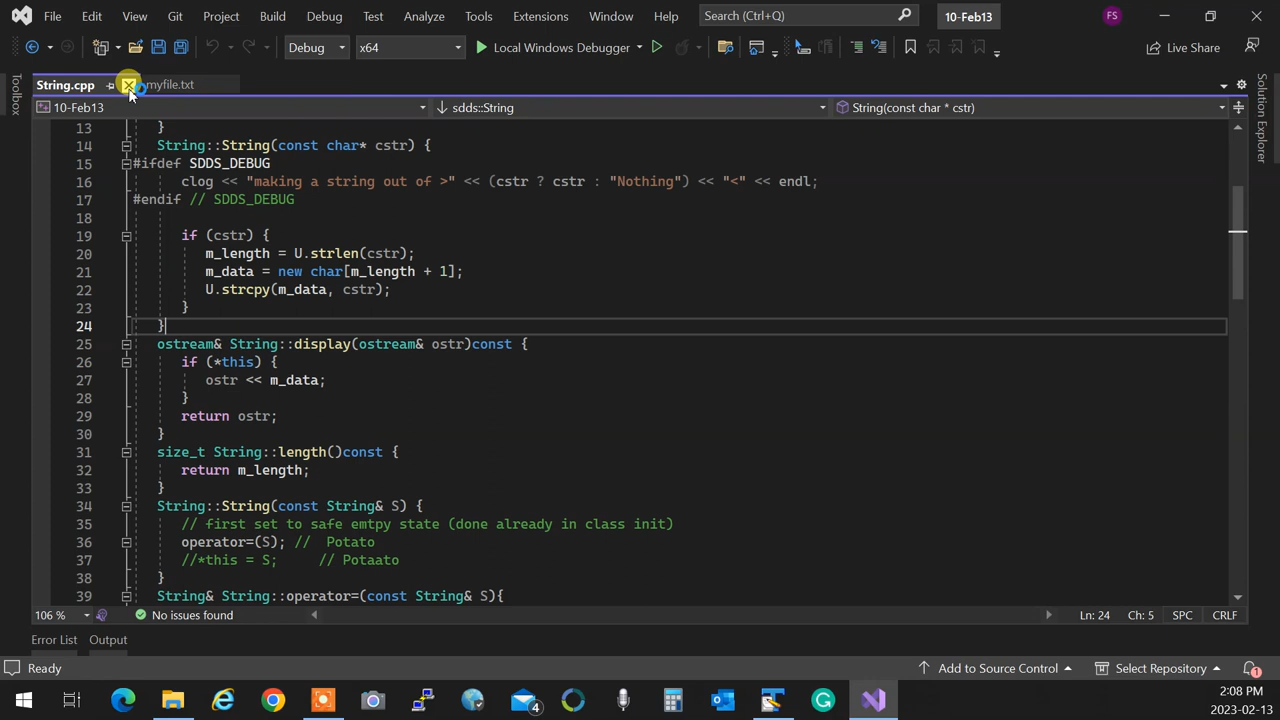 File Edit View Git Project Build Debug Test Analyze Tools Extensions Window Help Search (Ctrl+Q) 10-Feb13 FS
Debug x64 Local Windows Debugger Live Share
String.cpp myfile.txt
10-Feb13 sdds::String String(const char * cstr)
Toolbox
Solution Explorer
13 }
14 String::String(const char* cstr) {
15 #ifdef SDDS_DEBUG
16 clog << "making a string out of >" << (cstr ? cstr : "Nothing") << "<" << endl;
17 #endif // SDDS_DEBUG
18
19 if (cstr) {
20 m_length = U.strlen(cstr);
21 m_data = new char[m_length + 1];
22 U.strcpy(m_data, cstr);
23 }
24 }
25 ostream& String::display(ostream& ostr)const {
26 if (*this) {
27 ostr << m_data;
28 }
29 return ostr;
30 }
31 size_t String::length()const {
32 return m_length;
33 }
34 String::String(const String& S) {
35 // first set to safe emtpy state (done already in class init)
36 operator=(S); // Potato
37 //*this = S; // Potaato
38 }
39 String& String::operator=(const String& S){
106 % No issues found Ln: 24 Ch: 5 SPC CRLF
Error List Output
Ready Add to Source Control Select Repository 1
4
2:08 PM
2023-02-13